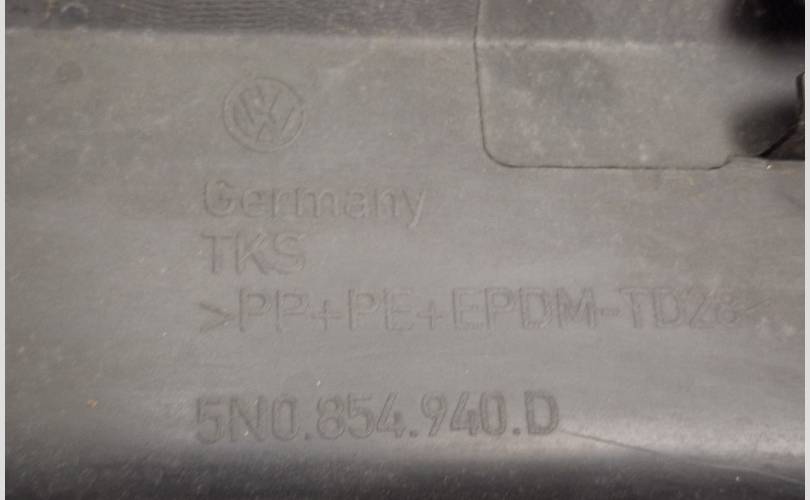 Germany
TKS
>PP+PE+EPDM-TD28<
5N0.854.940.D